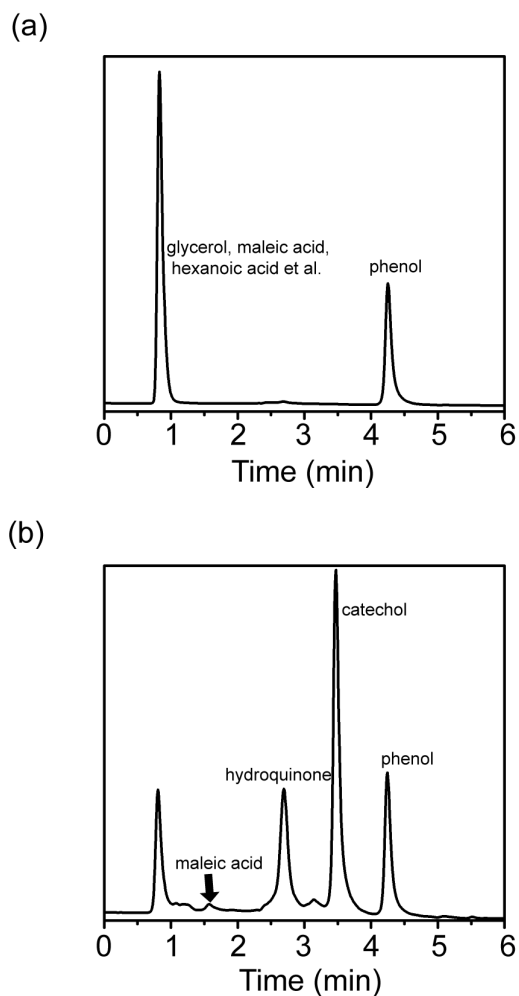 (a)
glycerol, maleic acid,
hexanoic acid et al.
phenol
0 1 2 3 4 5 6
Time (min)
(b)
catechol
hydroquinone
phenol
maleic acid
0 1 2 3 4 5 6
Time (min)